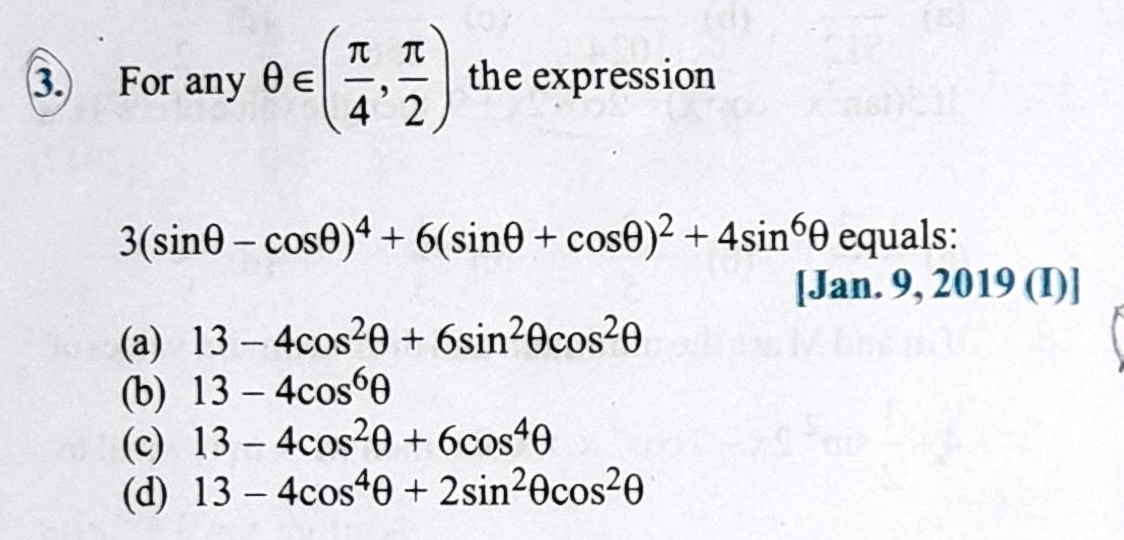 3. For any θ ∈ (π/4, π/2) the expression
3(sinθ – cosθ)⁴ + 6(sinθ + cosθ)² + 4sin⁶θ equals:
[Jan. 9, 2019 (I)]
(a) 13 – 4cos²θ + 6sin²θcos²θ
(b) 13 – 4cos⁶θ
(c) 13 – 4cos²θ + 6cos⁴θ
(d) 13 – 4cos⁴θ + 2sin²θcos²θ